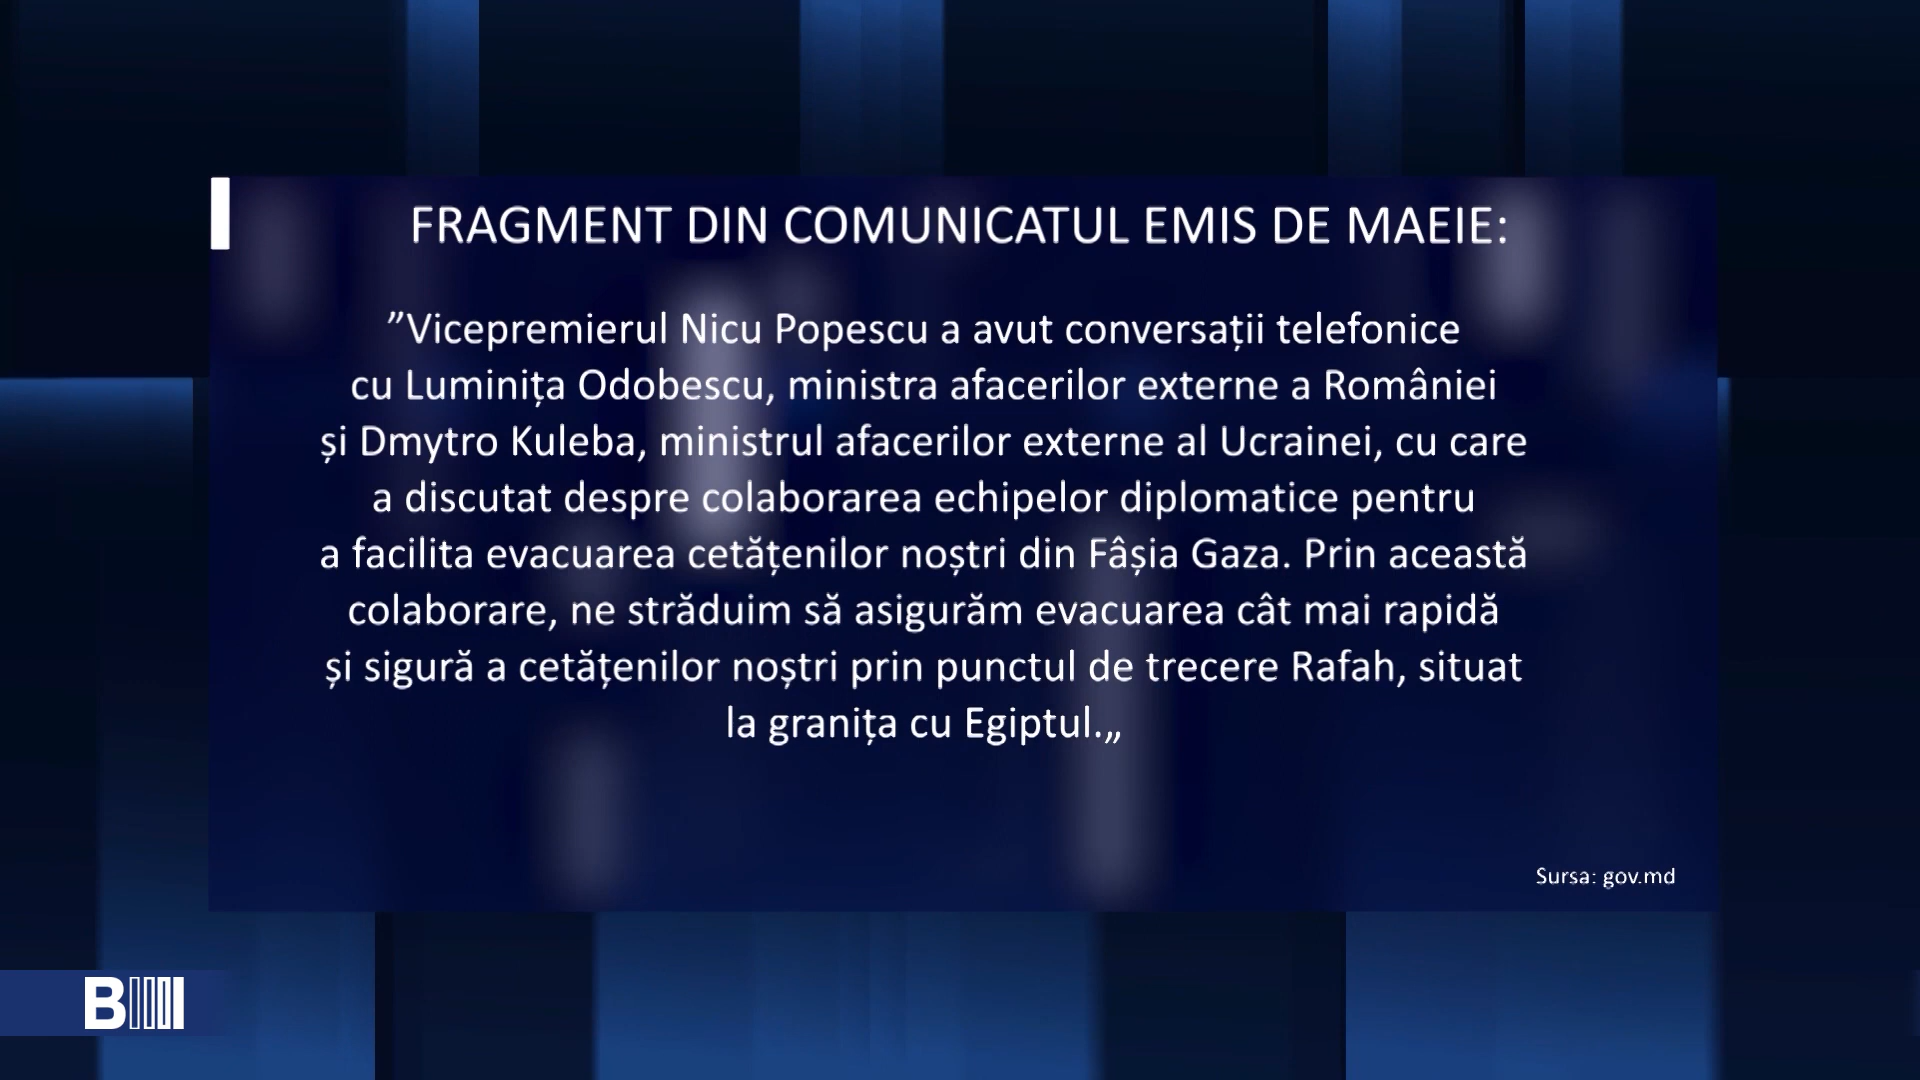 FRAGMENT DIN COMUNICATUL EMIS DE MAEIE:
”Vicepremierul Nicu Popescu a avut conversații telefonice
cu Luminița Odobescu, ministra afacerilor externe a României
și Dmytro Kuleba, ministrul afacerilor externe al Ucrainei, cu care
a discutat despre colaborarea echipelor diplomatice pentru
a facilita evacuarea cetățenilor noștri din Fâșia Gaza. Prin această
colaborare, ne străduim să asigurăm evacuarea cât mai rapidă
și sigură a cetățenilor noștri prin punctul de trecere Rafah, situat
la granița cu Egiptul.„
Sursa: gov.md
B